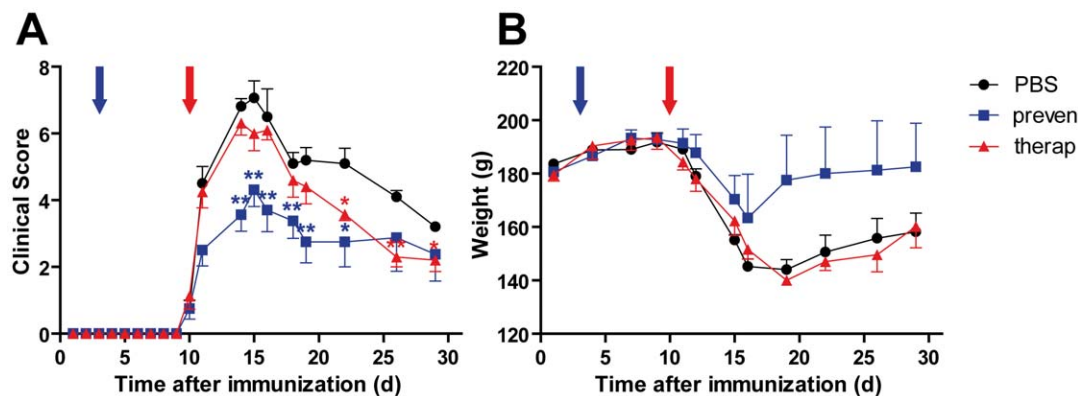 A
B
Clinical Score
8
6
4
2
0
** ** ** ** ** * * ** *
0 5 10 15 20 25 30
Time after immunization (d)
Weight (g)
220
200
180
160
140
120
0 5 10 15 20 25 30
Time after immunization (d)
PBS
preven
therap